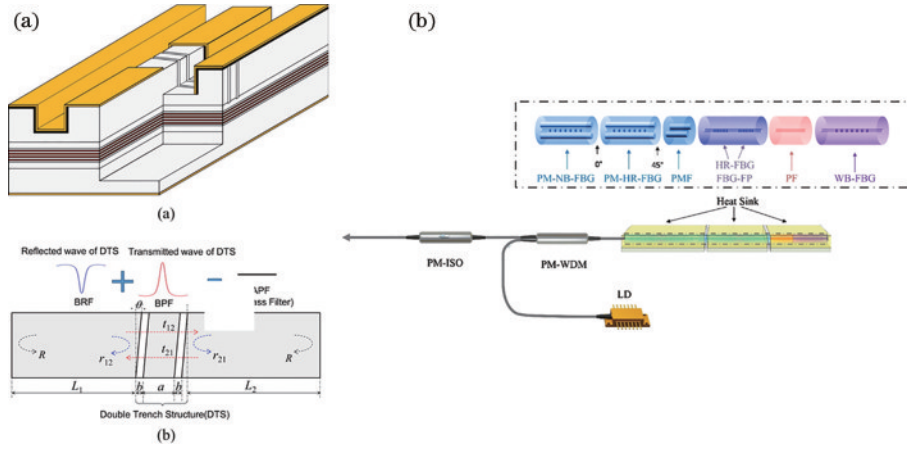 (a)
(a)
Reflected wave of DTS Transmitted wave of DTS
BRF BPF APF
ss Filter)
θ
t12
t21
R r12 r21 R
L1 b a b L2
Double Trench Structure(DTS)
(b)
(b)
0° 45°
PM-NB-FBG PM-HR-FBG PMF HR-FBG PF WB-FBG
FBG-FP
Heat Sink
PM-ISO PM-WDM
LD